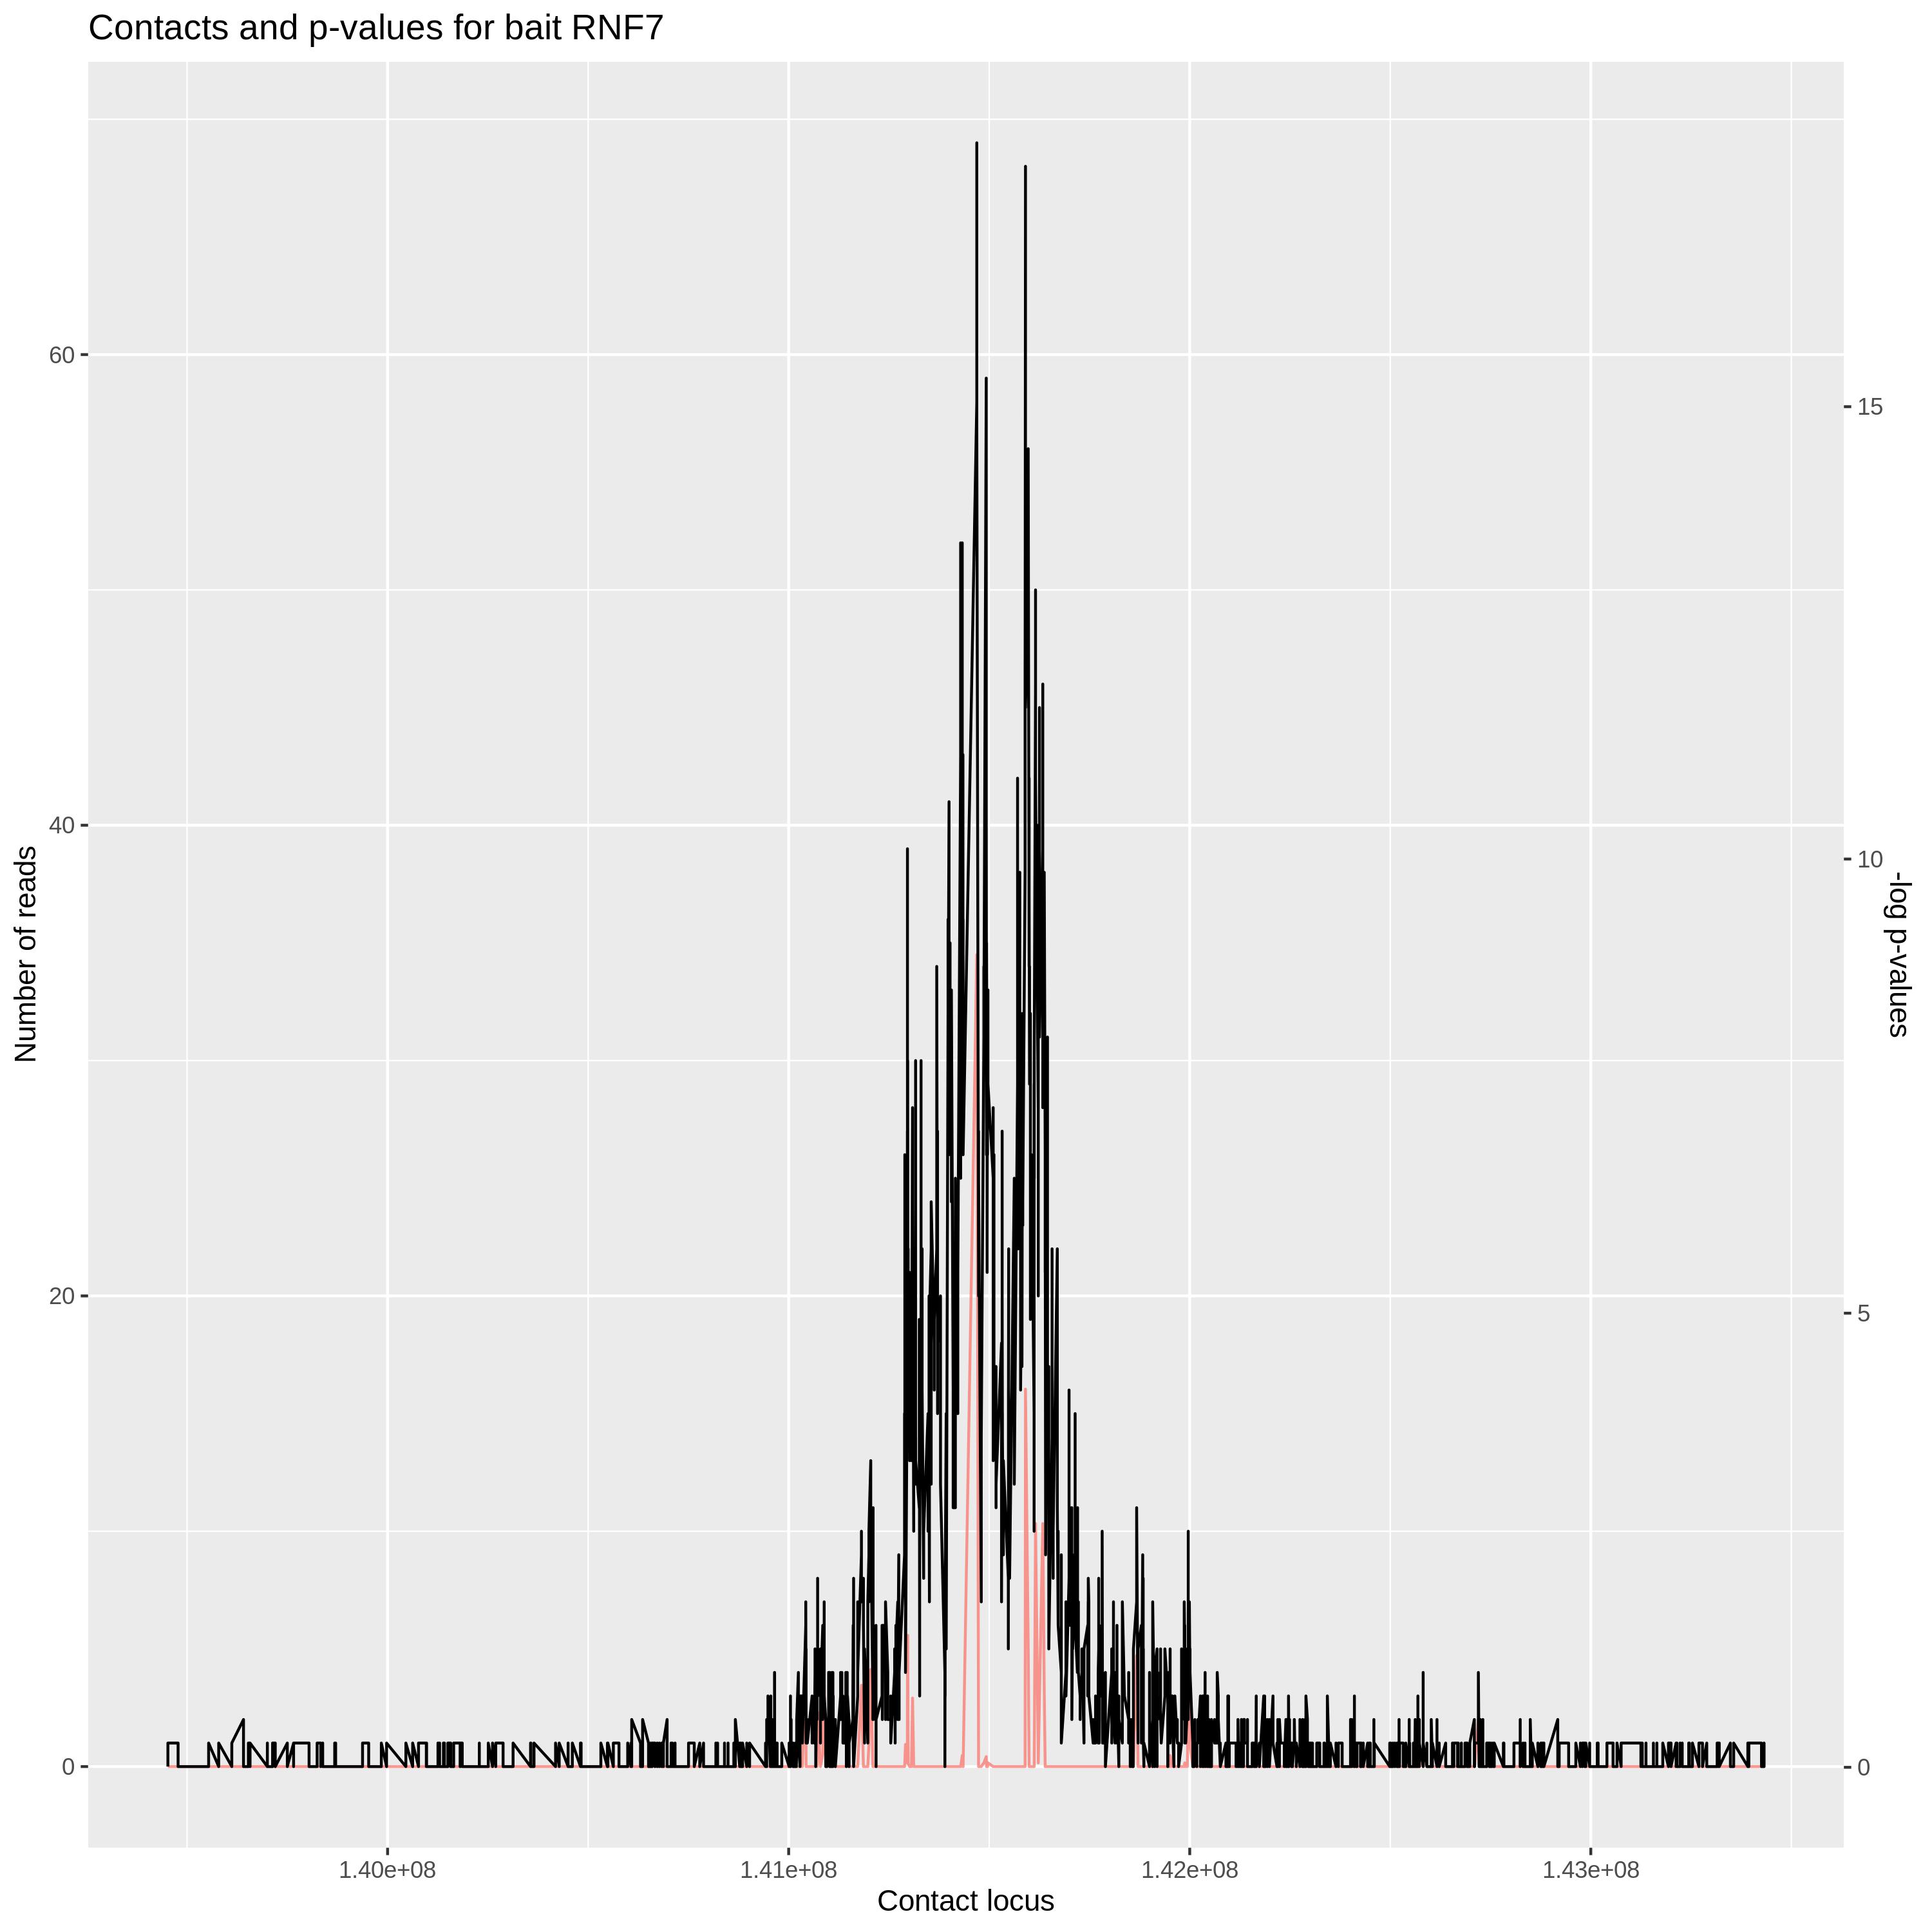 Contacts and p-values for bait RNF7
Number of reads
60
40
20
0
15
10
5
0
-log p-values
1.40e+08
1.41e+08
1.42e+08
1.43e+08
Contact locus